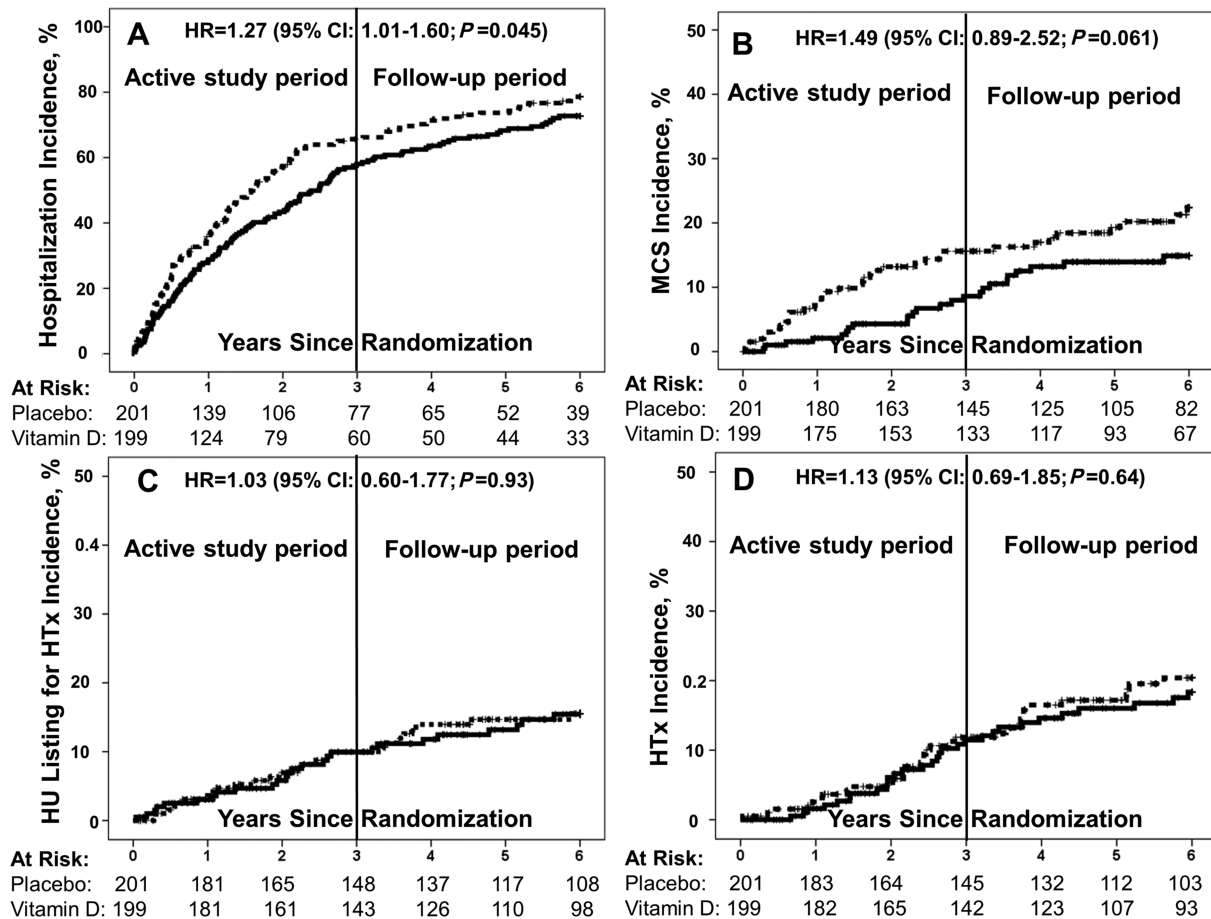 A
HR=1.27 (95% CI: 1.01-1.60; P=0.045)
Active study period
Follow-up period
Hospitalization Incidence, %
100
80
60
40
20
0
Years Since Randomization
0 1 2 3 4 5 6
At Risk:
Placebo: 201 139 106 77 65 52 39
Vitamin D: 199 124 79 60 50 44 33
B
HR=1.49 (95% CI: 0.89-2.52; P=0.061)
Active study period
Follow-up period
MCS Incidence, %
50
40
30
20
10
0
Years Since Randomization
0 1 2 3 4 5 6
At Risk:
Placebo: 201 180 163 145 125 105 82
Vitamin D: 199 175 153 133 117 93 67
C
HR=1.03 (95% CI: 0.60-1.77; P=0.93)
Active study period
Follow-up period
HU Listing for HTx Incidence, %
50
0.4
30
20
10
0
Years Since Randomization
0 1 2 3 4 5 6
At Risk:
Placebo: 201 181 165 148 137 117 108
Vitamin D: 199 181 161 143 126 110 98
D
HR=1.13 (95% CI: 0.69-1.85; P=0.64)
Active study period
Follow-up period
HTx Incidence, %
50
40
30
0.2
10
0
Years Since Randomization
0 1 2 3 4 5 6
At Risk:
Placebo: 201 183 164 145 132 112 103
Vitamin D: 199 182 165 142 123 107 93